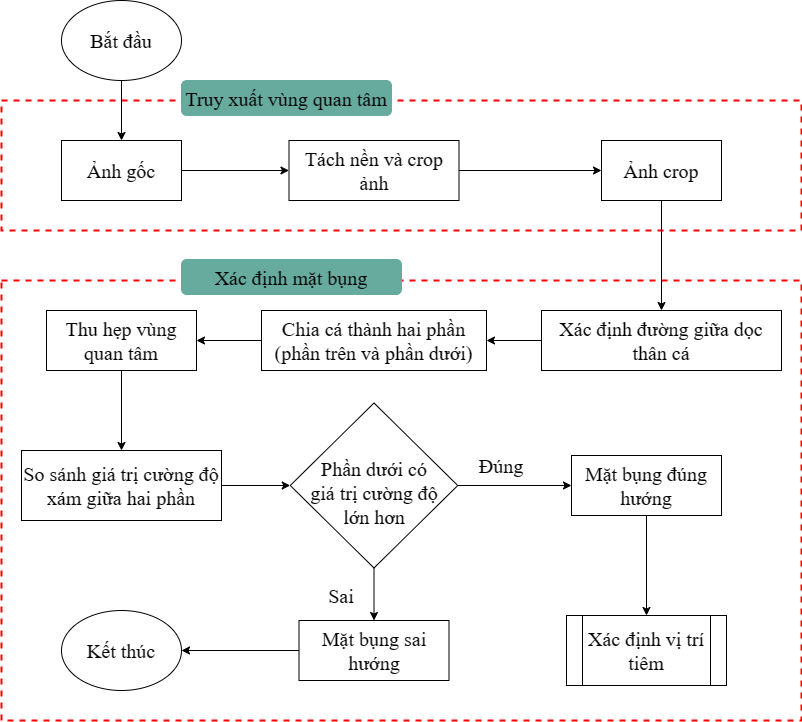 Bắt đầu
Truy xuất vùng quan tâm
Ảnh gốc
Tách nền và crop
ảnh
Ảnh crop
Xác định mặt bụng
Thu hẹp vùng
quan tâm
Chia cá thành hai phần
(phần trên và phần dưới)
Xác định đường giữa dọc
thân cá
So sánh giá trị cường độ
xám giữa hai phần
Phần dưới có
giá trị cường độ
lớn hơn
Đúng
Mặt bụng đúng
hướng
Sai
Kết thúc
Mặt bụng sai
hướng
Xác định vị trí
tiêm